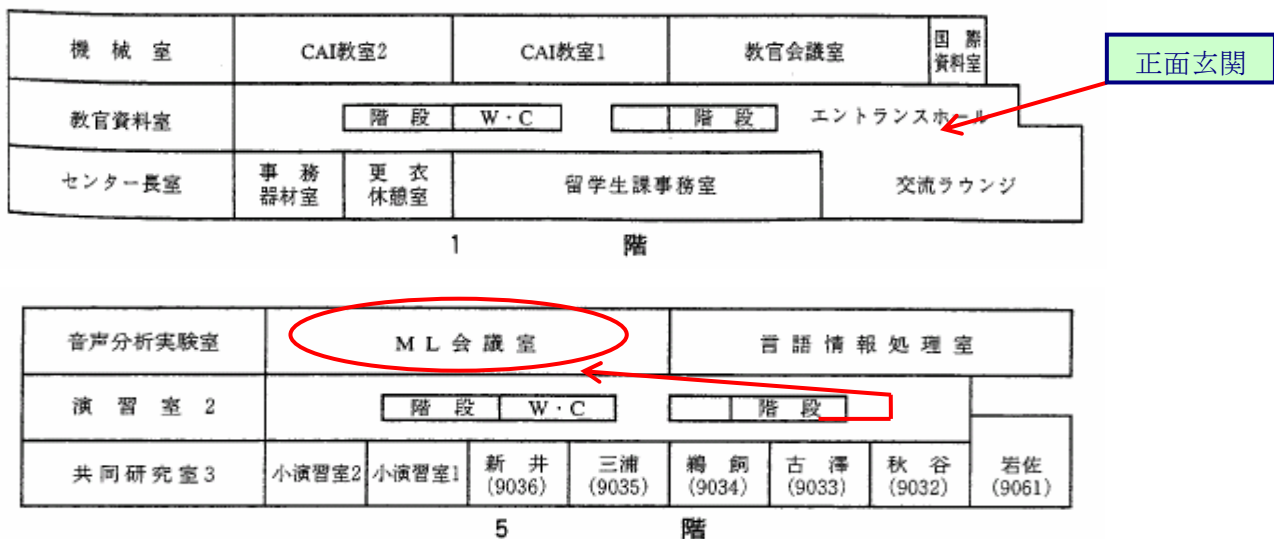 機械室 CAI教室2 CAI教室1 教官会議室 国際
資料室
正面玄関
教官資料室 階段 W・C 階段 エントランスホール
センター長室 事務
器材室 更衣
休憩室 留学生課事務室 交流ラウンジ
1 階
音声分析実験室 ML会議室 言語情報処理室
演習室2 階段 W・C 階段
共同研究室3 小演習室2 小演習室1 新井
(9036) 三浦
(9035) 鵜飼
(9034) 古澤
(9033) 秋谷
(9032) 岩佐
(9061)
5 階